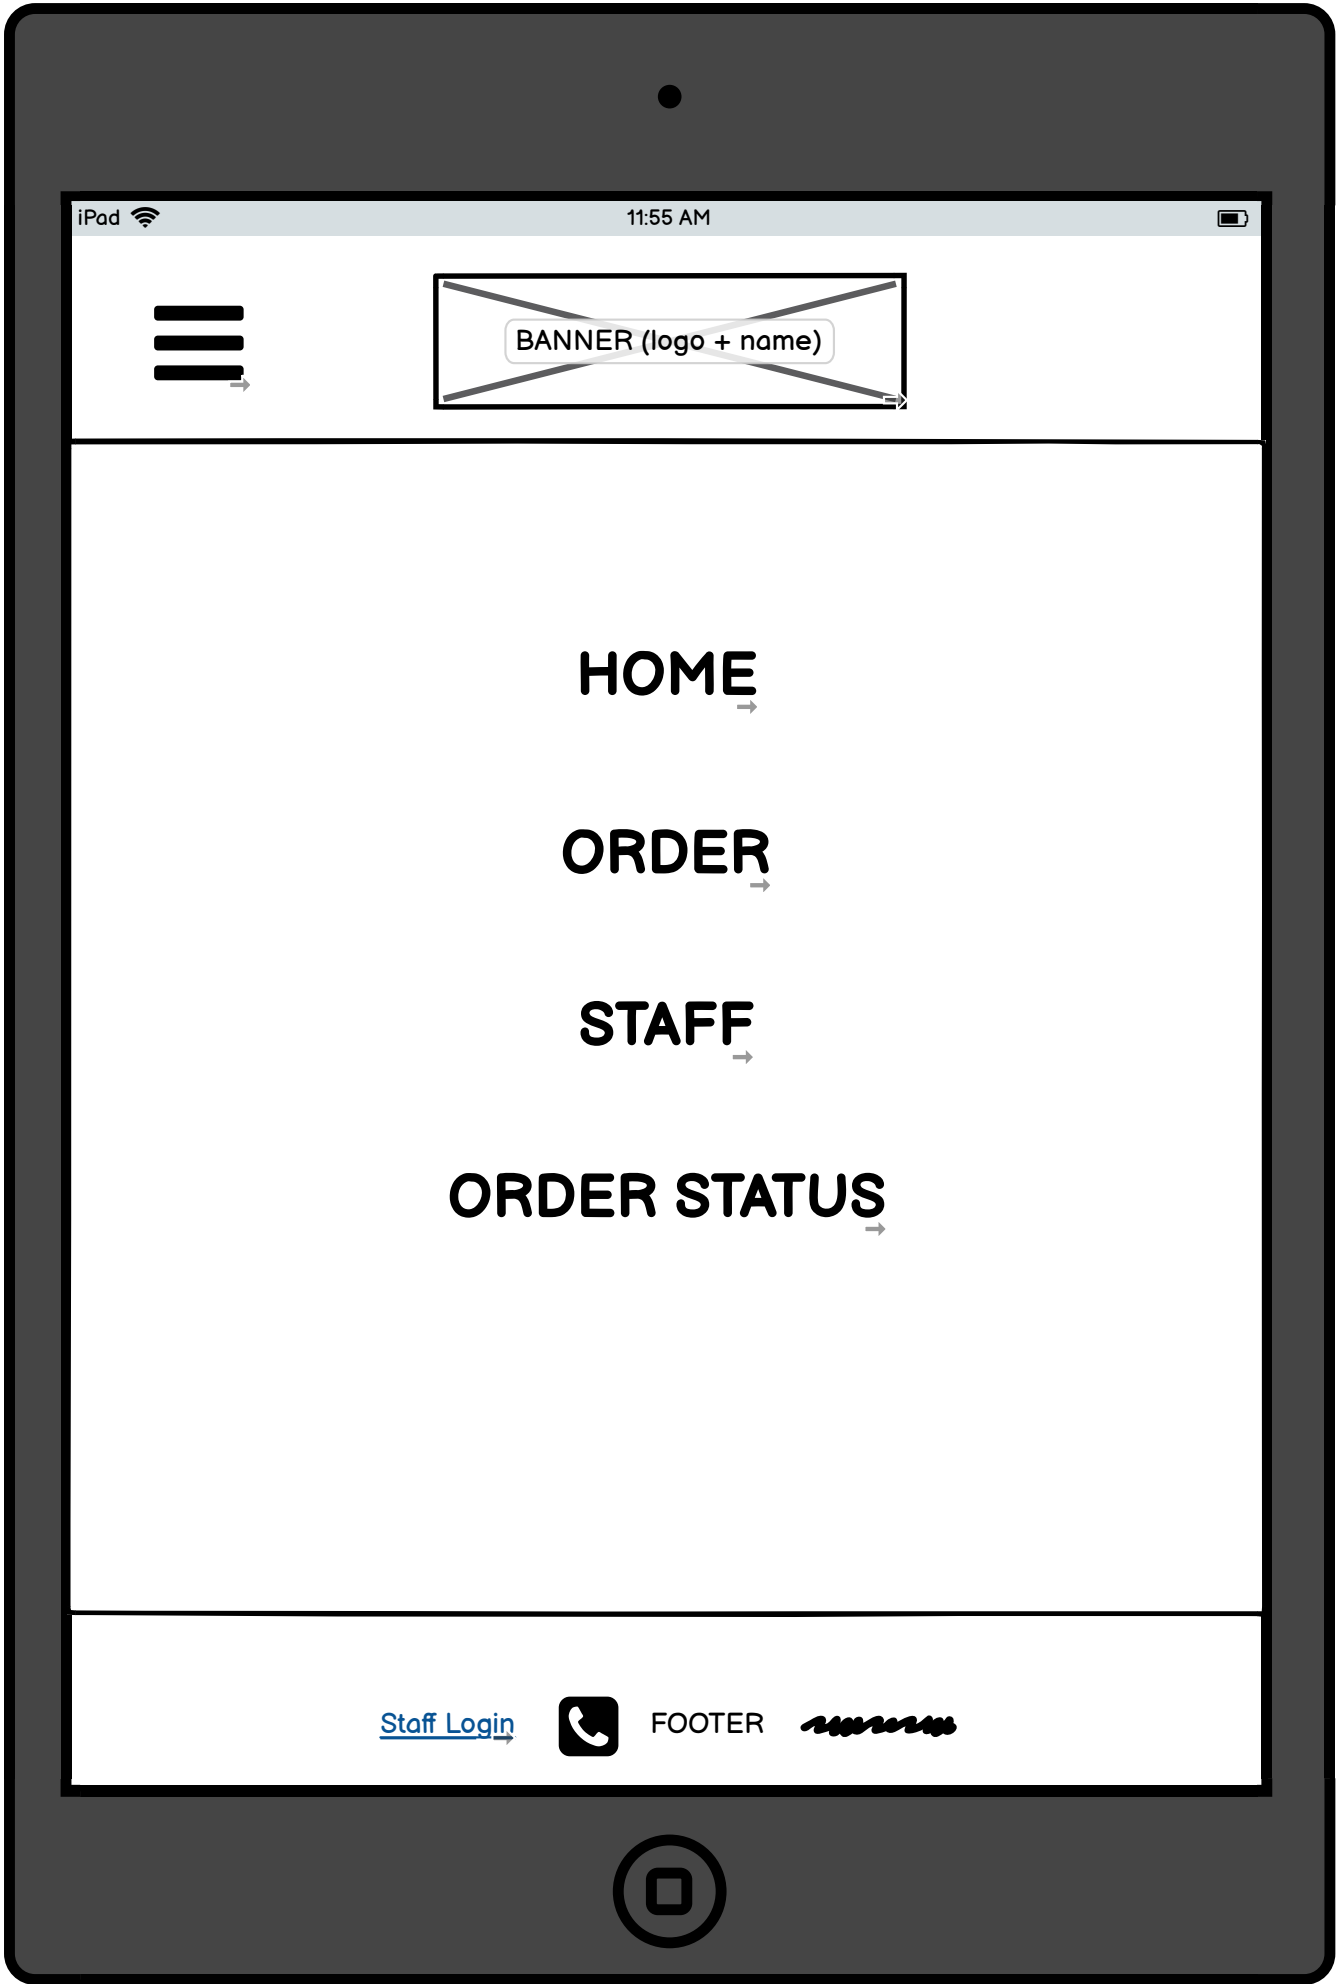 iPad 11:55 AM
BANNER (logo + name)
HOME
ORDER
STAFF
ORDER STATUS
Staff Login FOOTER